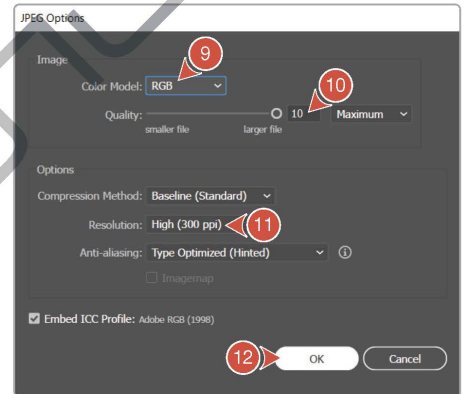 JPEG Options
Image
9
Color Model: RGB
10
Quality: 10 Maximum
smaller file larger file
Options
Compression Method: Baseline (Standard)
Resolution: High (300 ppi) 11
Anti-aliasing: Type Optimized (Hinted)
Imagemap
Embed ICC Profile: Adobe RGB (1998)
12 OK Cancel